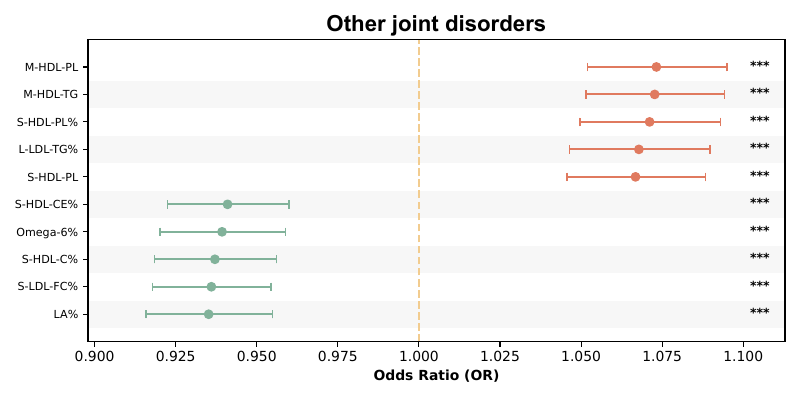 Other joint disorders
M-HDL-PL ***
M-HDL-TG ***
S-HDL-PL% ***
L-LDL-TG% ***
S-HDL-PL ***
S-HDL-CE% ***
Omega-6% ***
S-HDL-C% ***
S-LDL-FC% ***
LA% ***
0.900 0.925 0.950 0.975 1.000 1.025 1.050 1.075 1.100
Odds Ratio (OR)